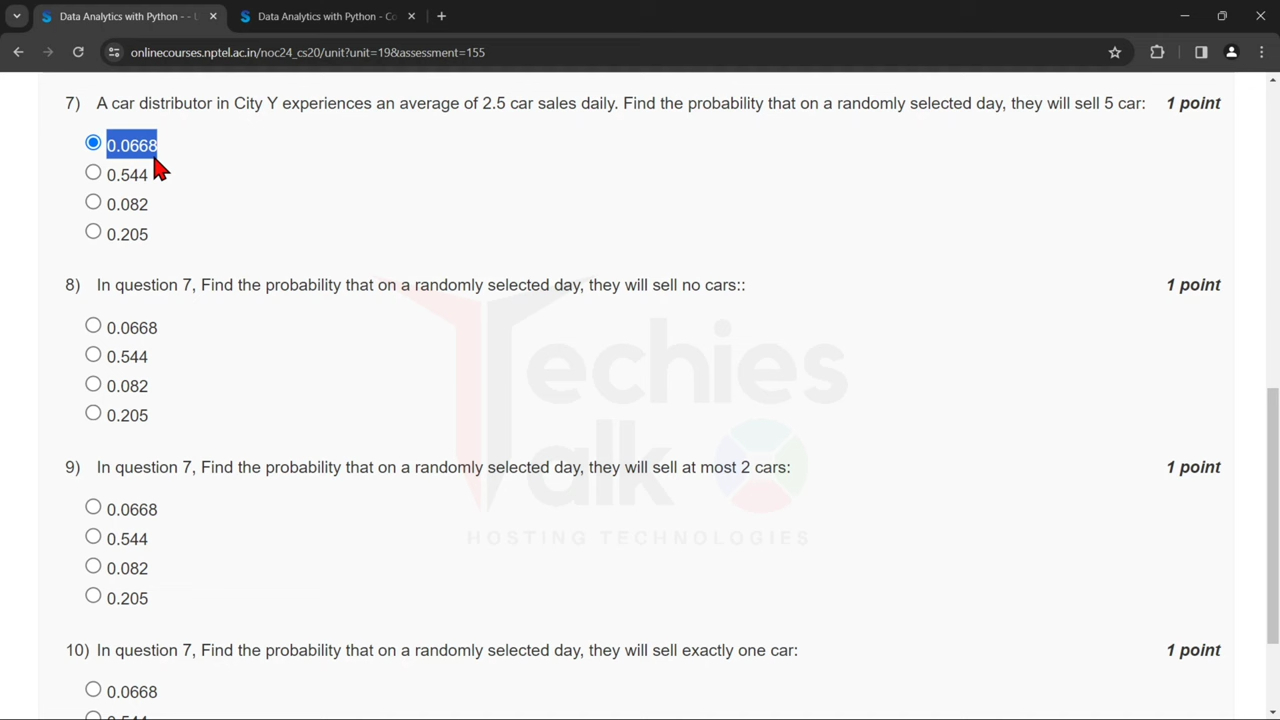 Data Analytics with Python - -
Data Analytics with Python - Co
onlinecourses.nptel.ac.in/noc24_cs20/unit?unit=19&assessment=155
7) A car distributor in City Y experiences an average of 2.5 car sales daily. Find the probability that on a randomly selected day, they will sell 5 car: 1 point
0.0668
0.544
0.082
0.205
8) In question 7, Find the probability that on a randomly selected day, they will sell no cars:: 1 point
0.0668
0.544
0.082
0.205
Techies
Talk
HOSTING TECHNOLOGIES
9) In question 7, Find the probability that on a randomly selected day, they will sell at most 2 cars: 1 point
0.0668
0.544
0.082
0.205
10) In question 7, Find the probability that on a randomly selected day, they will sell exactly one car: 1 point
0.0668